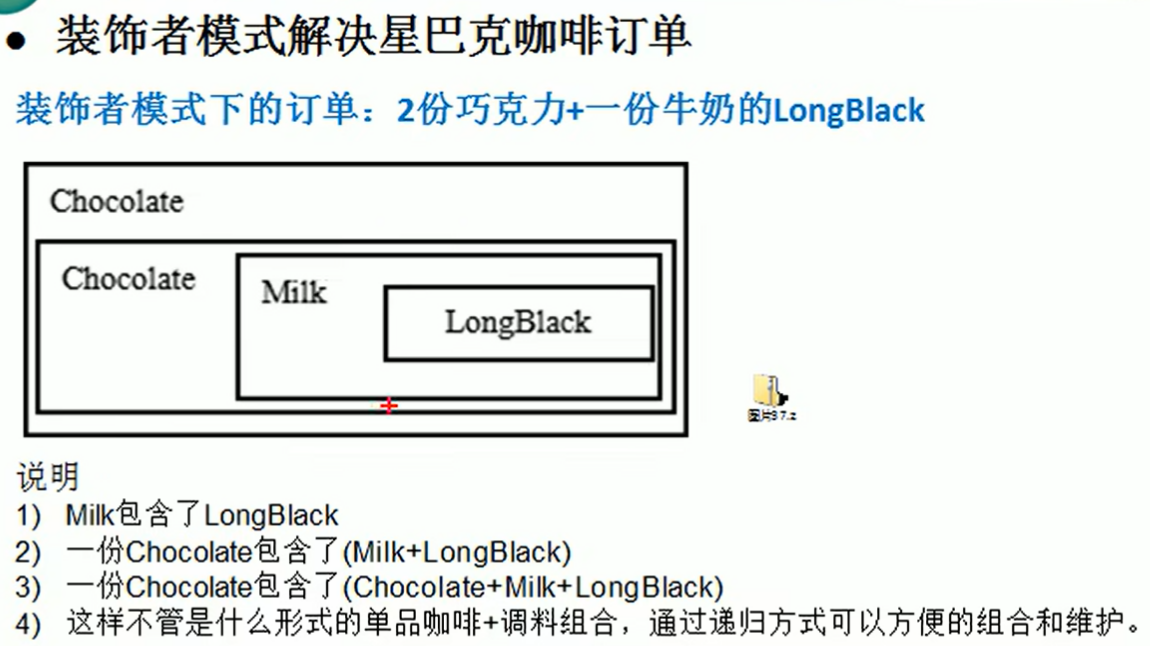 ● 装饰者模式解决星巴克咖啡订单
装饰者模式下的订单：2份巧克力+一份牛奶的LongBlack
Chocolate
Chocolate
Milk
LongBlack
说明
1) Milk包含了LongBlack
2) 一份Chocolate包含了(Milk+LongBlack)
3) 一份Chocolate包含了(Chocolate+Milk+LongBlack)
4) 这样不管是什么形式的单品咖啡+调料组合，通过递归方式可以方便的组合和维护。